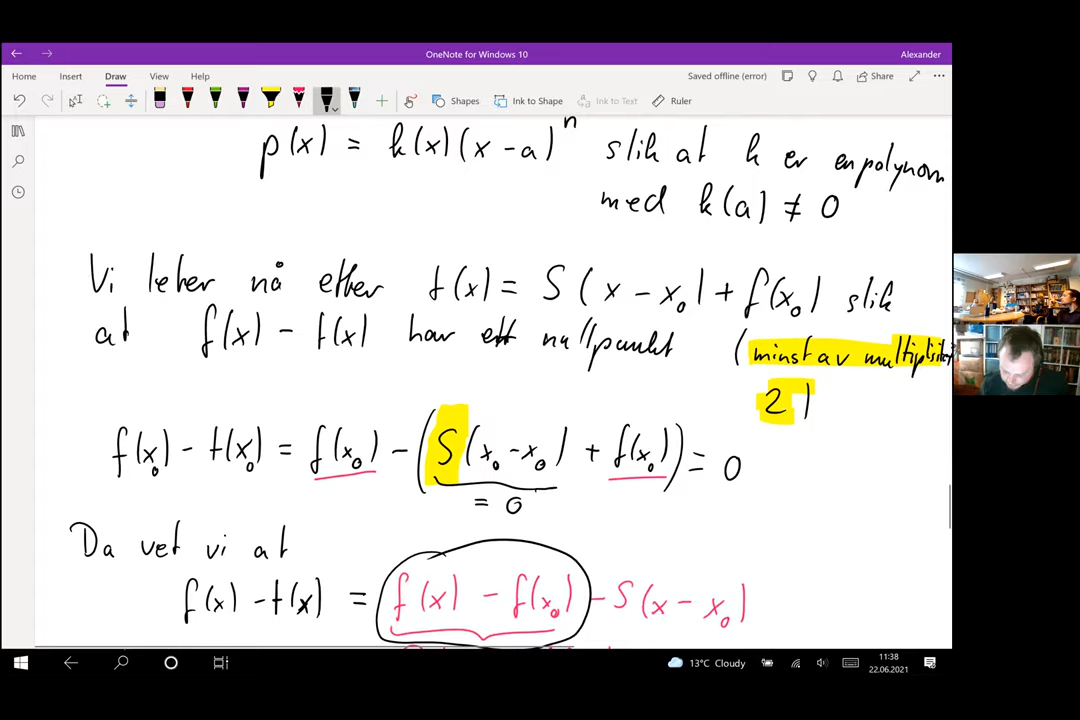 OneNote for Windows 10
Alexander
Home Insert Draw View Help
Saved offline (error)
Share
Shapes
Ink to Shape
Ink to Text
Ruler
p(x) = k(x)(x-a)^n slik at k er en polynom
med k(a) ≠ 0
Vi leter nå etter t(x) = S(x-x₀)+f(x₀) slik
at f(x) - t(x) har ett nullpunkt (minst av multiplisitet
2)
f(x₀) - t(x₀) = f(x₀) - (S(x₀-x₀) + f(x₀)) = 0
= 0
Da vet vi at
f(x) - t(x) = f(x) - f(x₀) - S(x-x₀)
13°C Cloudy
11:38
22.06.2021